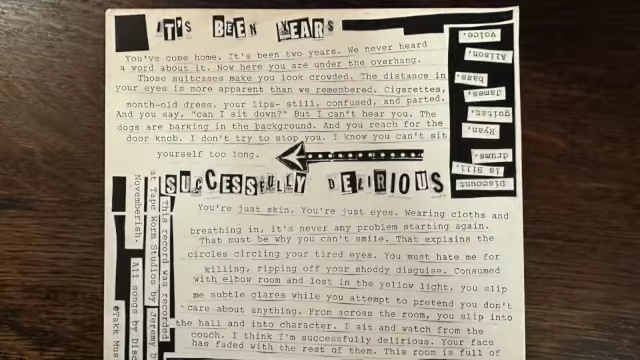 IT'S BEEN YEARS
You've come home. It's been two years. We never heard
a word about it. Now here you are under the overhang.
Those suitcases make you look crowded. The distance in
your eyes is more apparent than we remembered. Cigarettes,
month-old dress, your lips- still, confused, and parted.
And you say, "can I sit down?" But I can't hear you. The
dogs are barking in the background. And you reach for the
door knob. I don't try to stop you. I know you can't sit
yourself too long.
SUCCESSFULLY DELIRIOUS
You're just skin. You're just eyes. Wearing cloths and
breathing in, it's never any problem starting again.
That must be why you can't smile. That explains the
circles circling your tired eyes. You must hate me for
killing, ripping off your shoddy disguise. Consumed
with elbow room and lost in the yellow light, you slip
me subtle glares while you attempt to pretend you don't
care about anything. From across the room, you slip into
the hall and into character. I sit and watch from the
couch. I think I'm successfully delirious. Your face
has faded with the rest of them. This room is full of
Discount
is Bill,
drums.
Ryan,
guitar.
James,
bass.
Allison,
voice.
This record was recorded
at Tape Worm Studios by Jeremy D
Novemberish.
All songs by Disc
©Takk Mus